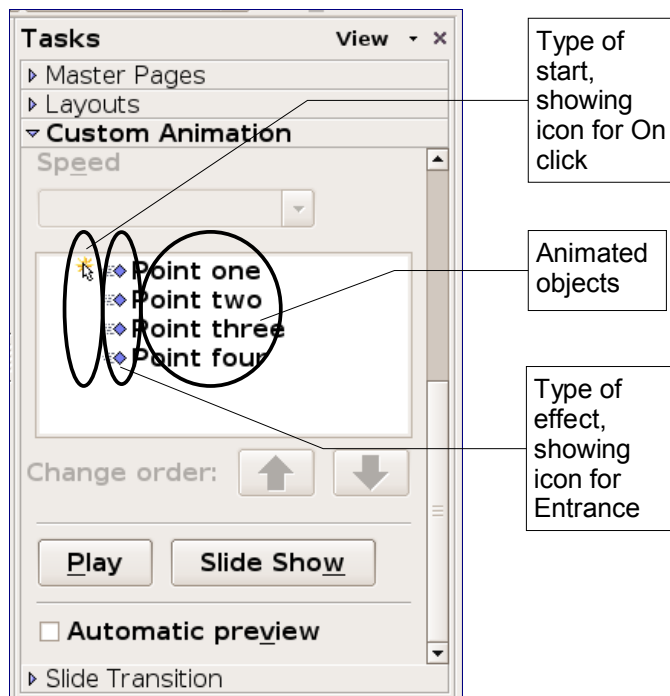 Tasks
View
Master Pages
Layouts
Custom Animation
Speed
Point one
Point two
Point three
Point four
Change order:
Play
Slide Show
Automatic preview
Slide Transition
Type of
start,
showing
icon for On
click
Animated
objects
Type of
effect,
showing
icon for
Entrance